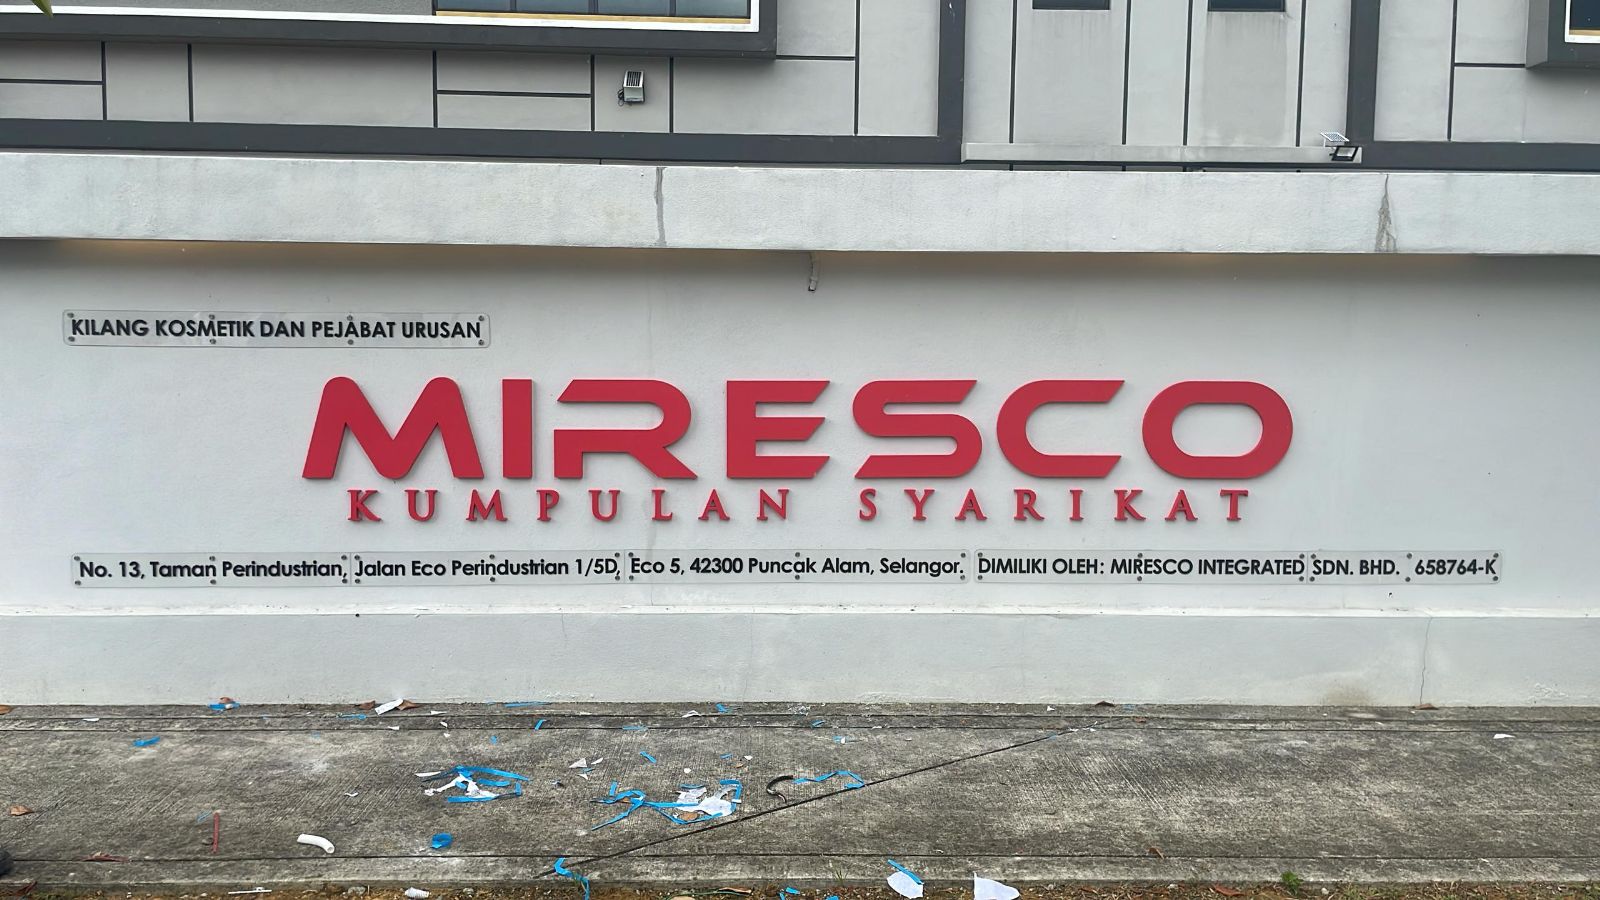 KILANG KOSMETIK DAN PEJABAT URUSAN
MIRESCO
KUMPULAN SYARIKAT
No. 13, Taman Perindustrian, Jalan Eco Perindustrian 1/5D, Eco 5, 42300 Puncak Alam, Selangor. DIMILIKI OLEH: MIRESCO INTEGRATED SDN. BHD. 658764-K